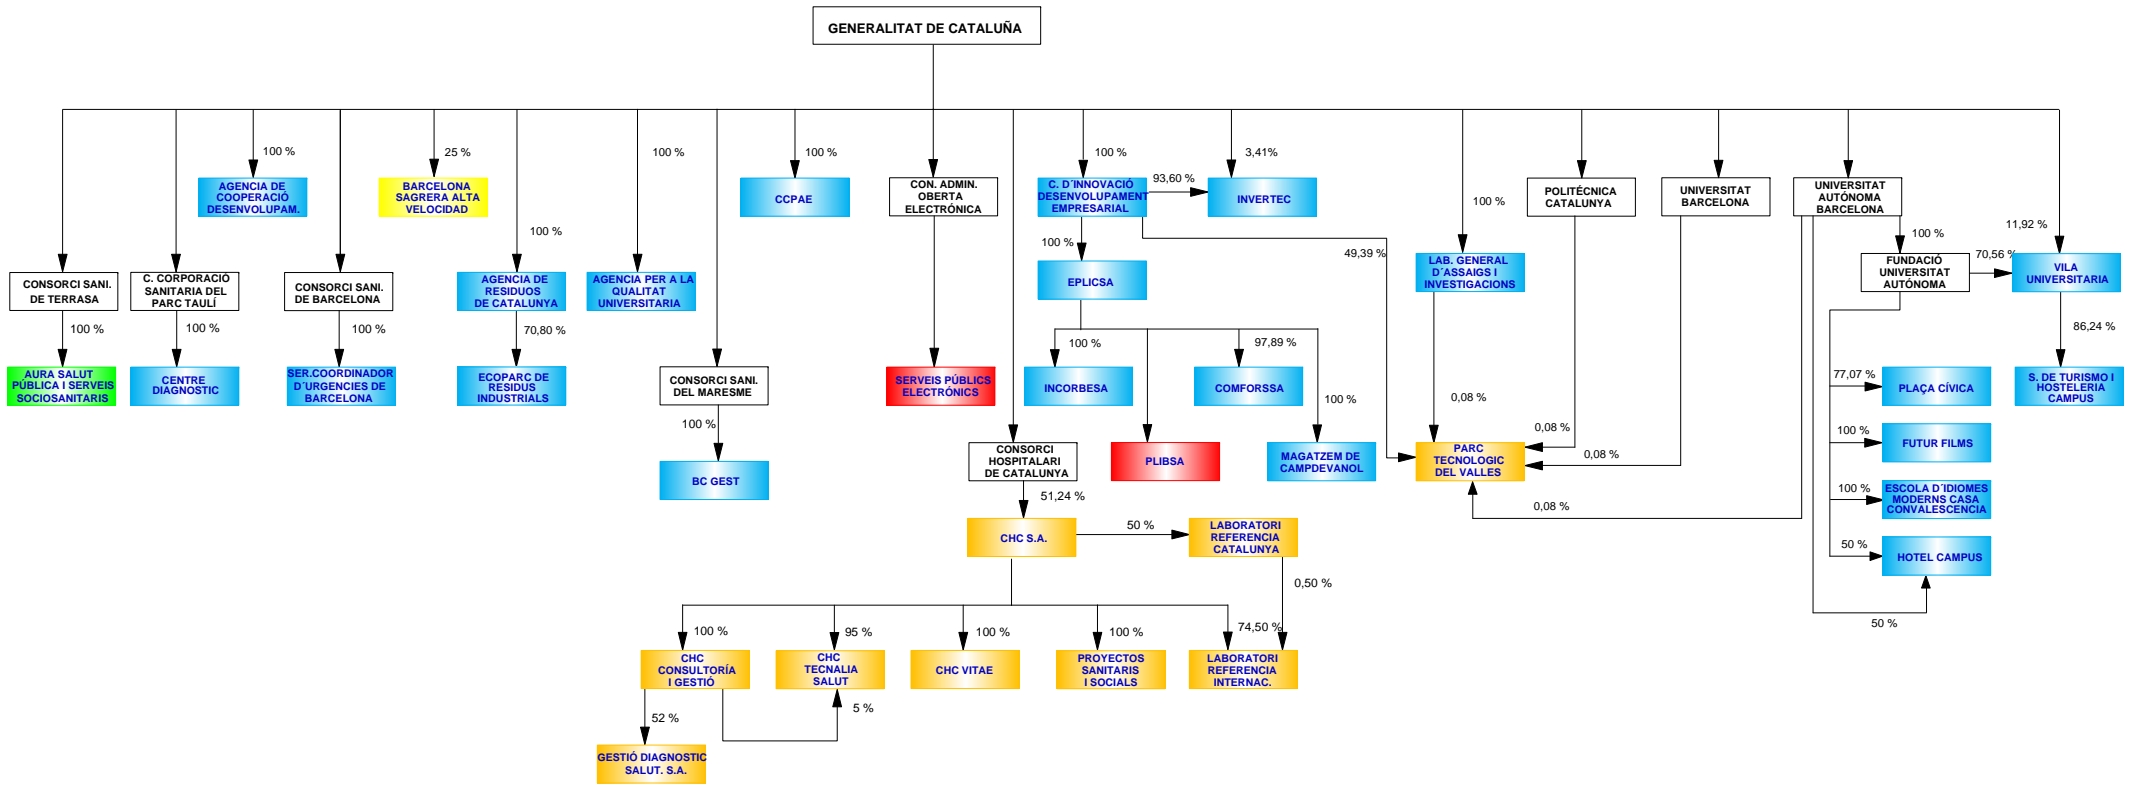 GENERALITAT DE CATALUÑA
100 %
25 %
100 %
100 %
100 %
3,41%
AGENCIA DE
COOPERACIÓ
DESENVOLUPAM.
BARCELONA
SAGRERA ALTA
VELOCIDAD
CCPAE
CON. ADMIN.
OBERTA
ELECTRÓNICA
C. D´INNOVACIÓ
DESENVOLUPAMENT
EMPRESARIAL
93,60 %
INVERTEC
POLITÉCNICA
CATALUNYA
UNIVERSITAT
BARCELONA
UNIVERSITAT
AUTÓNOMA
BARCELONA
100 %
100 %
100 %
49,39 %
100 %
11,92 %
70,56 %
CONSORCI SANI.
DE TERRASA
C. CORPORACIÓ
SANITARIA DEL
PARC TAULÍ
CONSORCI SANI.
DE BARCELONA
AGENCIA DE
RESIDUOS
DE CATALUNYA
AGENCIA PER A LA
QUALITAT
UNIVERSITARIA
EPLICSA
LAB. GENERAL
D´ASSAIGS I
INVESTIGACIONS
FUNDACIÓ
UNIVERSITAT
AUTÓNOMA
VILA
UNIVERSITARIA
100 %
100 %
100 %
70,80 %
100 %
97,89 %
86,24 %
AURA SALUT
PÚBLICA I SERVEIS
SOCIOSANITARIS
CENTRE
DIAGNOSTIC
SER.COORDINADOR
D´URGENCIES DE
BARCELONA
ECOPARC DE
RESIDUS
INDUSTRIALS
CONSORCI SANI.
DEL MARESME
SERVEIS PÚBLICS
ELECTRÓNICS
INCORBESA
COMFORSSA
77,07 %
PLAÇA CÍVICA
S. DE TURISMO I
HOSTELERIA
CAMPUS
100 %
100 %
0,08 %
0,08 %
0,08 %
100 %
BC GEST
CONSORCI
HOSPITALARI
DE CATALUNYA
PLIBSA
MAGATZEM DE
CAMPDEVANOL
PARC
TECNOLOGIC
DEL VALLES
FUTUR FILMS
51,24 %
0,08 %
100 %
ESCOLA D´IDIOMES
MODERNS CASA
CONVALESCENCIA
CHC S.A.
50 %
LABORATORI
REFERENCIA
CATALUNYA
50 %
HOTEL CAMPUS
0,50 %
50 %
100 %
95 %
100 %
100 %
74,50 %
CHC
CONSULTORÍA
I GESTIÓ
CHC
TECNALIA
SALUT
CHC VITAE
PROYECTOS
SANITARIS
I SOCIALS
LABORATORI
REFERENCIA
INTERNAC.
52 %
5 %
GESTIÓ DIAGNOSTIC
SALUT. S.A.